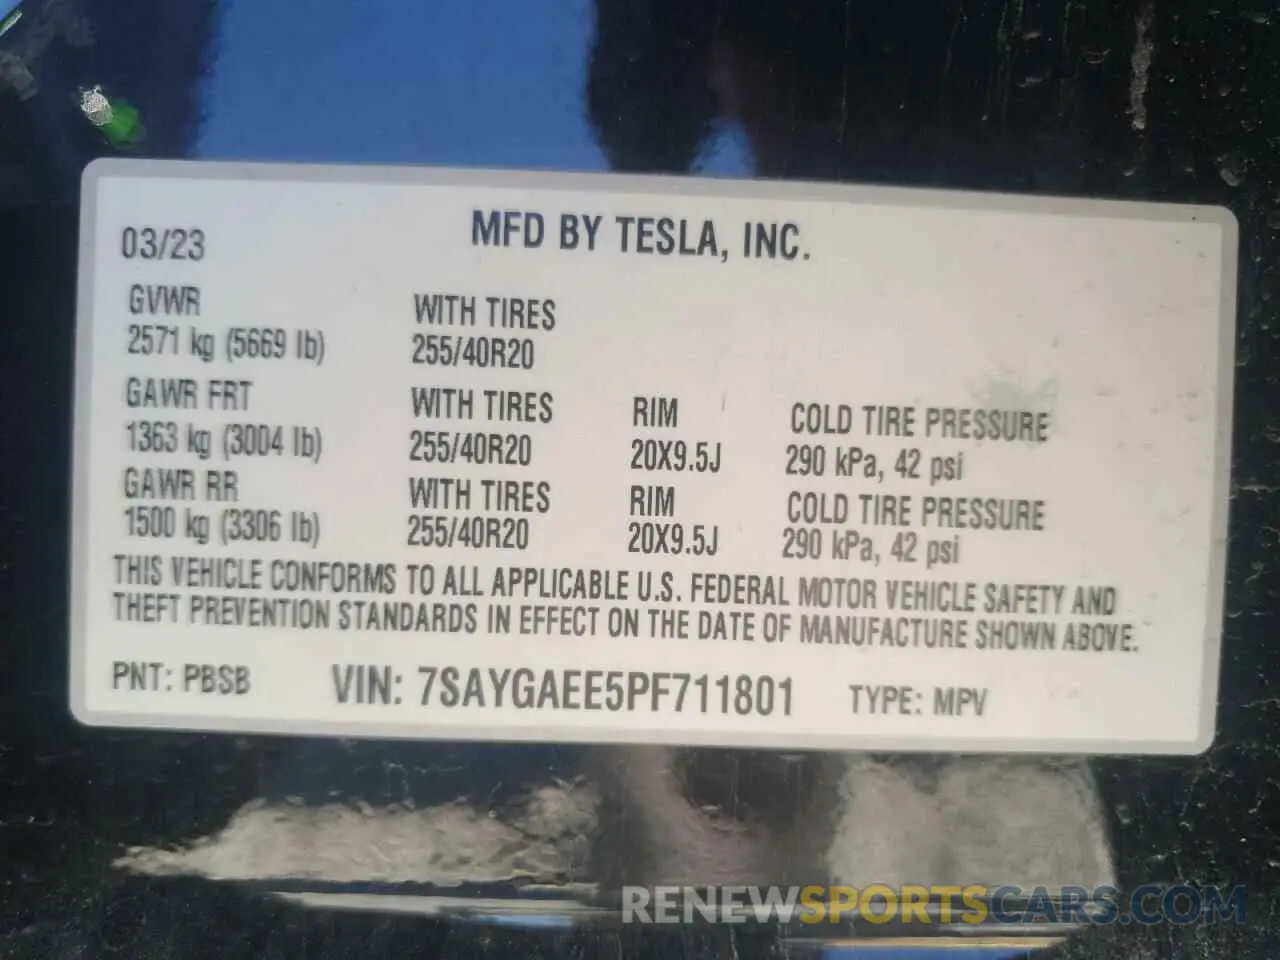 03/23 MFD BY TESLA, INC.
GVWR WITH TIRES
2571 kg (5669 lb) 255/40R20
GAWR FRT WITH TIRES RIM COLD TIRE PRESSURE
1363 kg (3004 lb) 255/40R20 20X9.5J 290 kPa, 42 psi
GAWR RR WITH TIRES RIM COLD TIRE PRESSURE
1500 kg (3306 lb) 255/40R20 20X9.5J 290 kPa, 42 psi
THIS VEHICLE CONFORMS TO ALL APPLICABLE U.S. FEDERAL MOTOR VEHICLE SAFETY AND
THEFT PREVENTION STANDARDS IN EFFECT ON THE DATE OF MANUFACTURE SHOWN ABOVE.
PNT: PBSB VIN: 7SAYGAEE5PF711801 TYPE: MPV
RENEWSPORTSCARS.COM